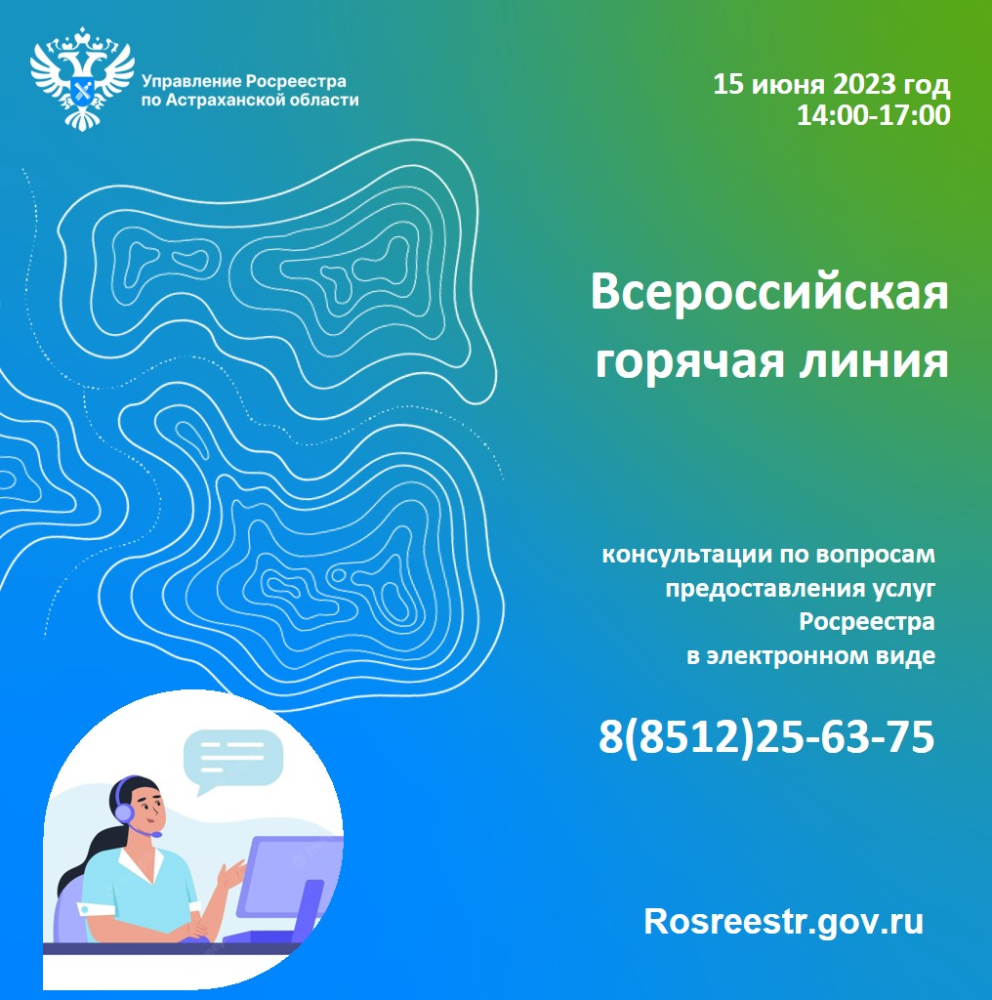 Управление Росреестра
по Астраханской области
15 июня 2023 год
14:00-17:00
Всероссийская
горячая линия
консультации по вопросам
предоставления услуг
Росреестра
в электронном виде
8(8512)25-63-75
Rosreestr.gov.ru